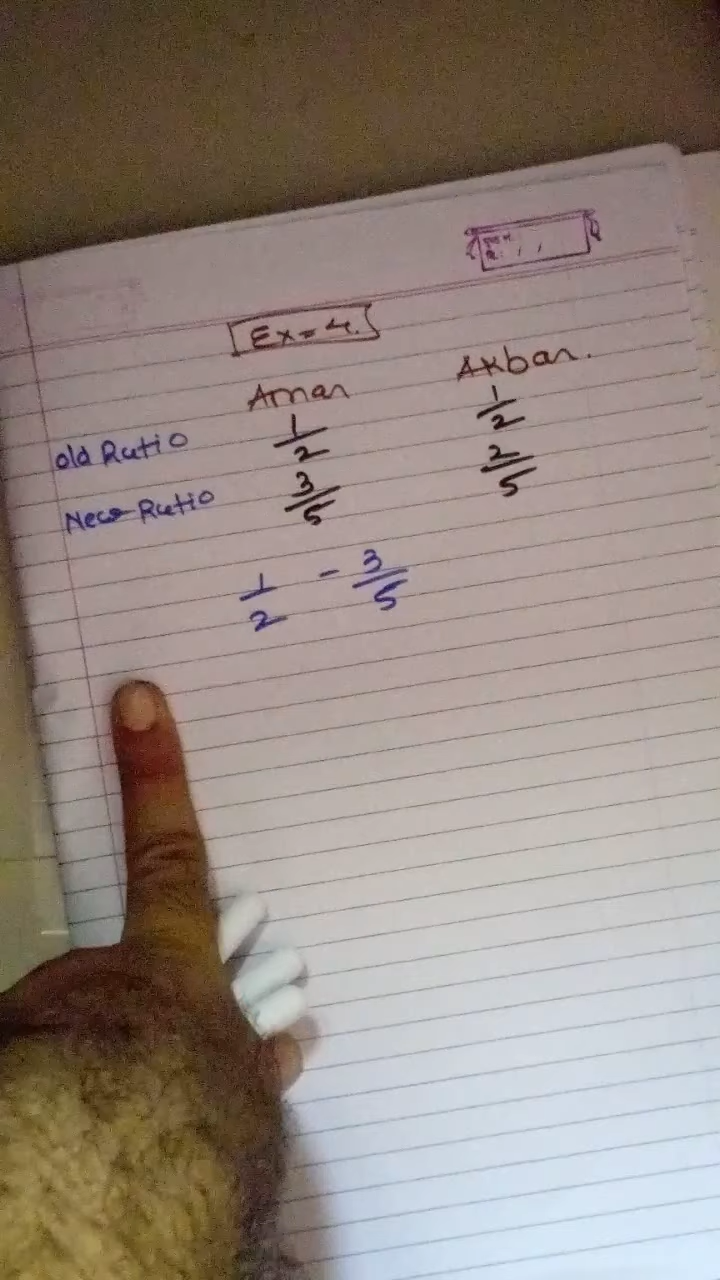 Ex = 4.
Aman Akbar.
old Ratio 1/2 1/2
New Ratio 3/5 2/5
1/2 - 3/5